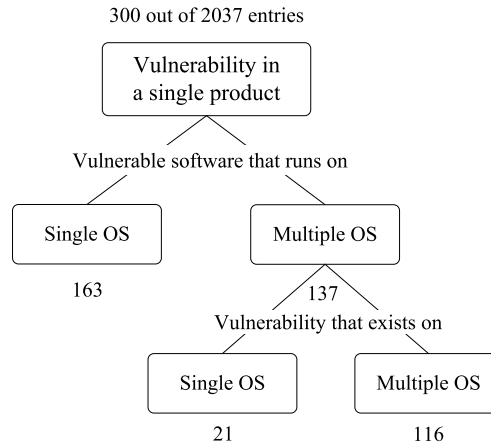 300 out of 2037 entries
Vulnerability in
a single product
Vulnerable software that runs on
Single OS
Multiple OS
163
137
Vulnerability that exists on
Single OS
Multiple OS
21
116